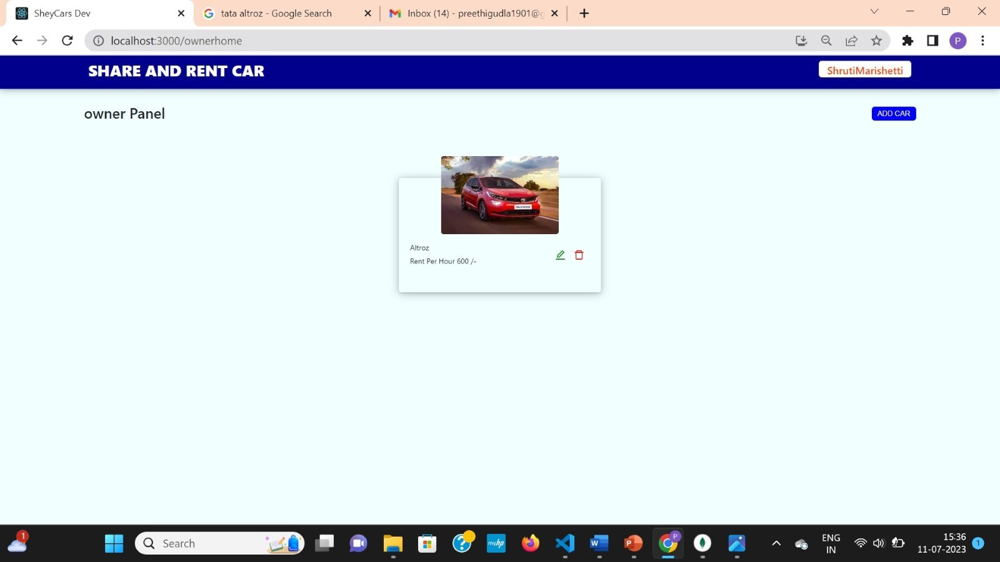 SheyCars Dev
tata altroz - Google Search
Inbox (14) - preethigudla1901@g
localhost:3000/ownerhome
P
SHARE AND RENT CAR
ShrutiMarishetti
owner Panel
ADD CAR
Altroz
Rent Per Hour 600 /-
1
Search
myhp
W
P
P
ENG
IN
15:36
11-07-2023
1